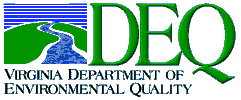 DEQ
VIRGINIA DEPARTMENT OF
ENVIRONMENTAL QUALITY